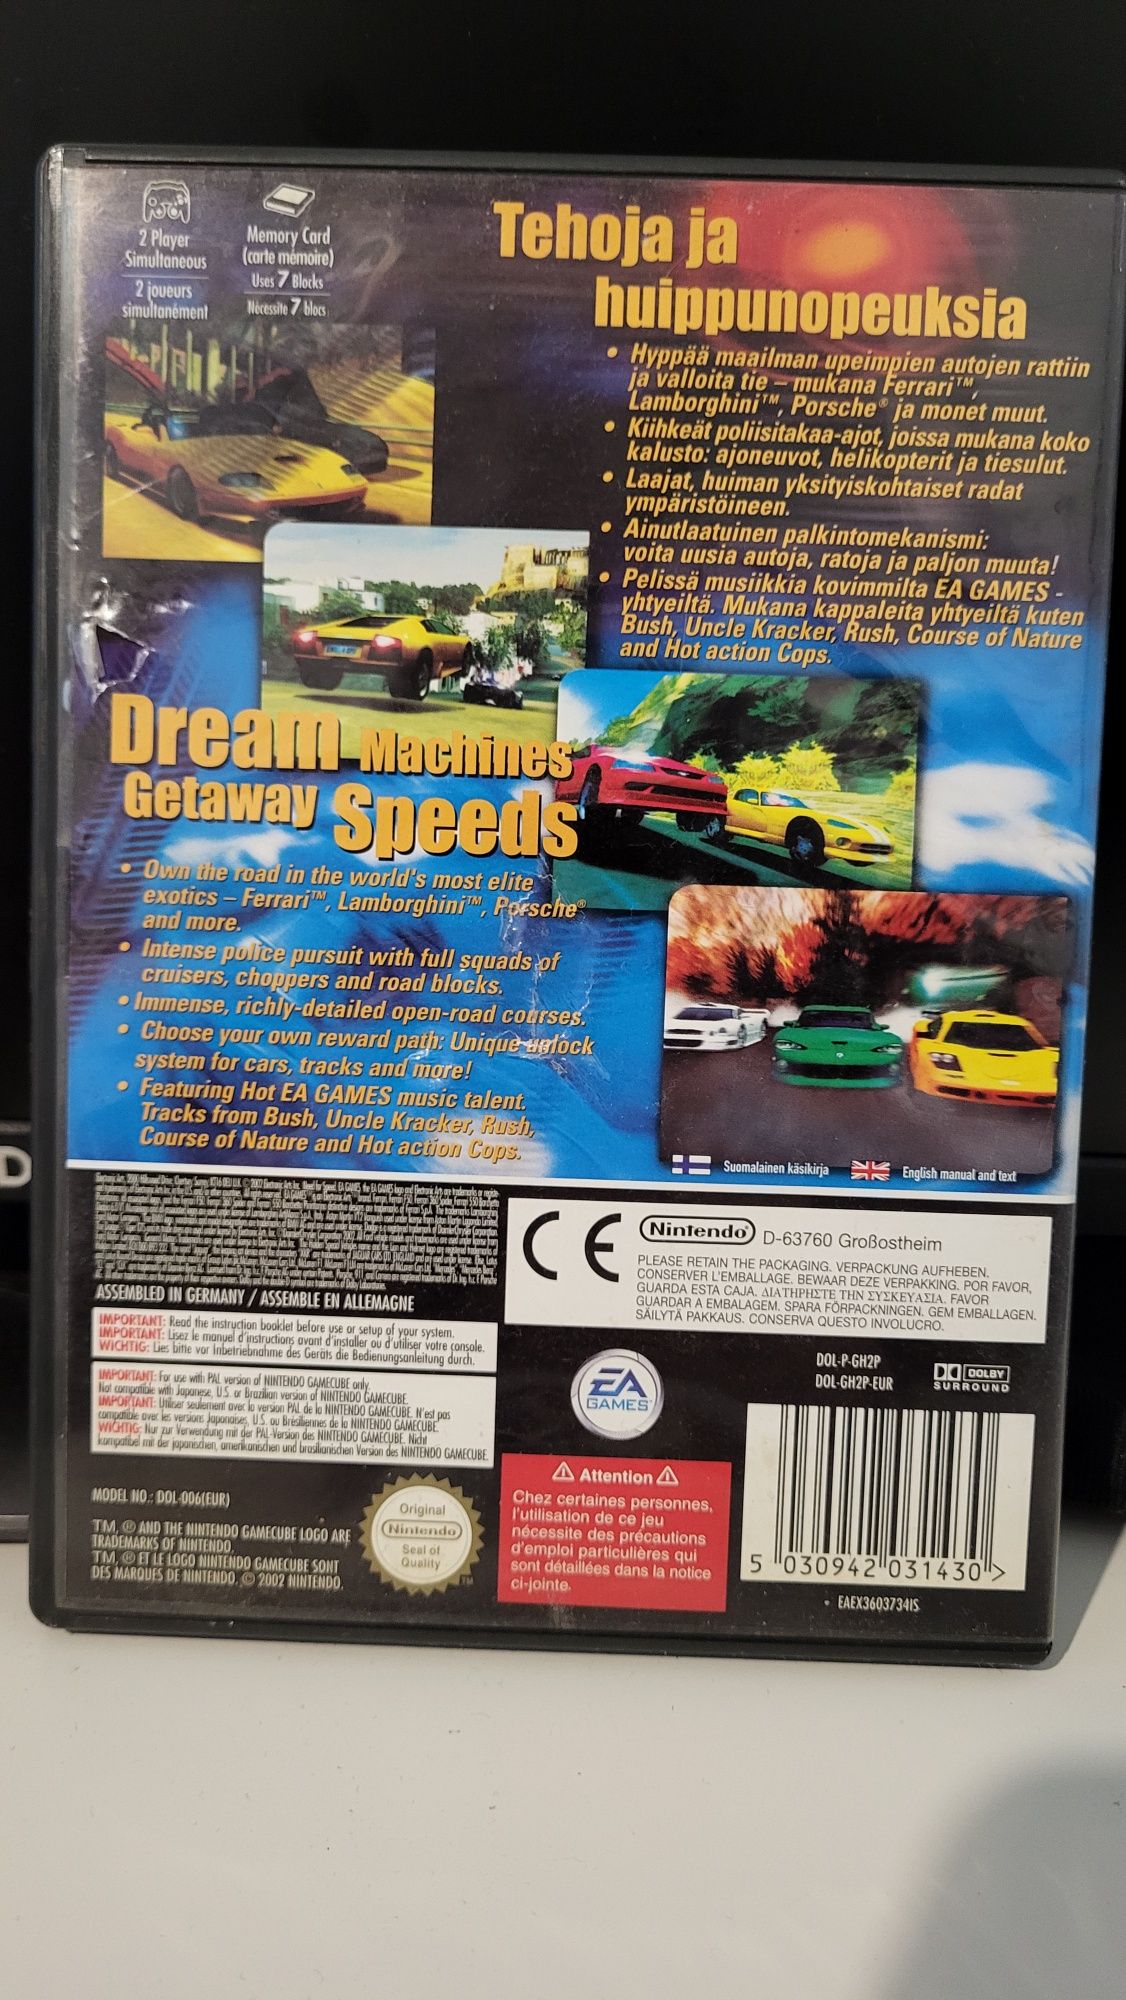 2 Player
Simultaneous
2 joueurs
simultanément
Memory Card
(carte mémoire)
Uses 7 Blocks
Nécessite 7 blocs
Tehoja ja
huippunopeuksia
• Hyppää maailman upeimpien autojen rattiin
ja valloita tie – mukana Ferrari™,
Lamborghini™, Porsche® ja monet muut.
• Kiihkeät poliisitakaa-ajot, joissa mukana koko
kalusto: ajoneuvot, helikopterit ja tiesulut.
• Laajat, huiman yksityiskohtaiset radat
ympäristöineen.
• Ainutlaatuinen palkintomekanismi:
voita uusia autoja, ratoja ja paljon muuta!
• Pelissä musiikkia kovimmilta EA GAMES -
yhtyeiltä. Mukana kappaleita yhtyeiltä kuten
Bush, Uncle Kracker, Rush, Course of Nature
and Hot action Cops.
Dream Machines
Getaway Speeds
• Own the road in the world's most elite
exotics – Ferrari™, Lamborghini™, Porsche®
and more.
• Intense police pursuit with full squads of
cruisers, choppers and road blocks.
• Immense, richly-detailed open-road courses.
• Choose your own reward path: Unique unlock
system for cars, tracks and more!
• Featuring Hot EA GAMES music talent.
Tracks from Bush, Uncle Kracker, Rush,
Course of Nature and Hot action Cops.
Suomalainen käsikirja
English manual and text
ASSEMBLED IN GERMANY / ASSEMBLE EN ALLEMAGNE
IMPORTANT: Read the instruction booklet before use or setup of your system.
IMPORTANT: Lisez le manuel d'instructions avant d'installer ou d'utiliser votre console.
WICHTIG: Lies bitte vor Inbetriebnahme des Geräts die Bedienungsanleitung durch.
IMPORTANT: For use with PAL version of NINTENDO GAMECUBE only.
Not compatible with Japanese, U.S. or Brazilian version of NINTENDO GAMECUBE.
IMPORTANT: Utiliser seulement avec la version PAL de la NINTENDO GAMECUBE. N'est pas
compatible avec les versions Japonaises, U.S. ou Brésiliennes de la NINTENDO GAMECUBE.
WICHTIG: Nur zur Verwendung mit der PAL-Version des NINTENDO GAMECUBE. Nicht
kompatibel mit der japanischen, amerikanischen und brasilianischen Version des NINTENDO GAMECUBE.
MODEL NO.: DOL-006(EUR)
TM, ® AND THE NINTENDO GAMECUBE LOGO ARE
TRADEMARKS OF NINTENDO.
TM, ® ET LE LOGO NINTENDO GAMECUBE SONT
DES MARQUES DE NINTENDO. © 2002 NINTENDO.
Original
Nintendo
Seal of
Quality
TM
CE
Nintendo D-63760 Großostheim
PLEASE RETAIN THE PACKAGING. VERPACKUNG AUFHEBEN.
CONSERVER L'EMBALLAGE. BEWAAR DEZE VERPAKKING. POR FAVOR,
GUARDA ESTA CAJA. ΔΙΑΤΗΡΗΣΤΕ ΤΗΝ ΣΥΣΚΕΥΑΣΙΑ. FAVOR
GUARDAR A EMBALAGEM. SPARA FÖRPACKNINGEN. GEM EMBALLAGEN.
SÄILYTÄ PAKKAUS. CONSERVA QUESTO INVOLUCRO.
EA
GAMES™
DOL-P-GH2P
DOL-GH2P-EUR
DOLBY
SURROUND
Attention
Chez certaines personnes,
l'utilisation de ce jeu
nécessite des précautions
d'emploi particulières qui
sont détaillées dans la notice
ci-jointe.
5 030942 031430 >
EAEX3603734IS